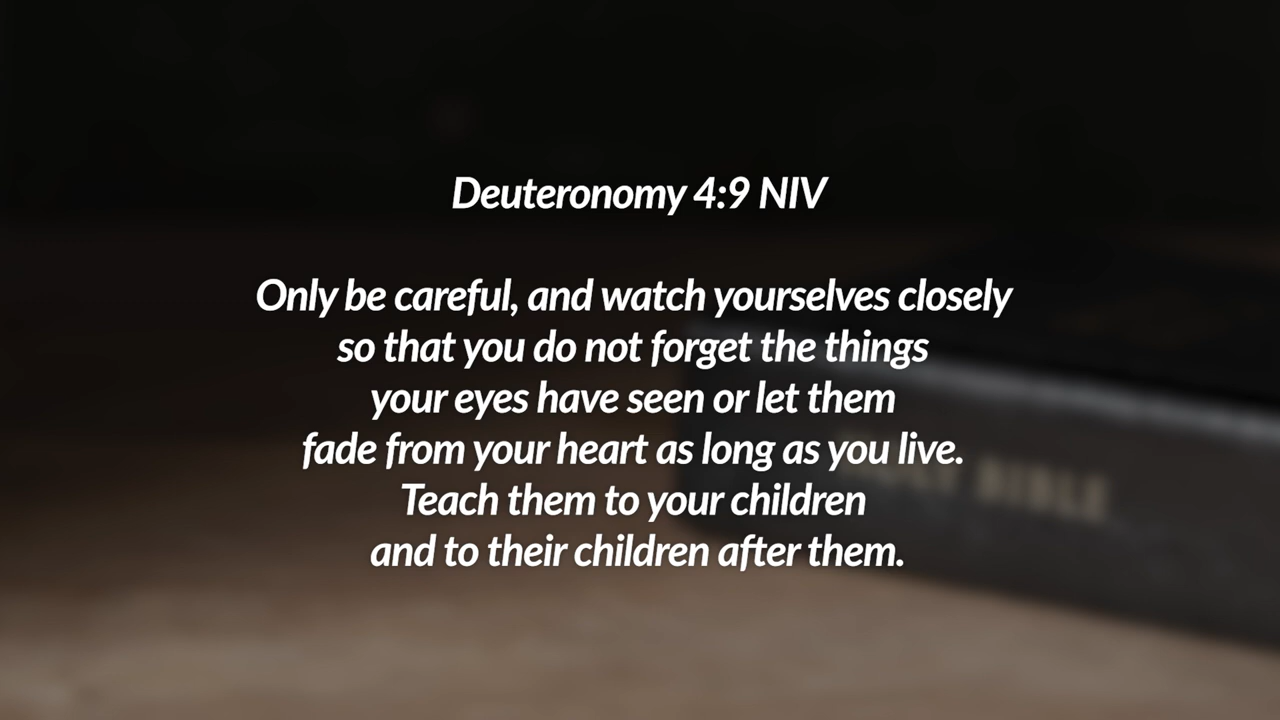 Deuteronomy 4:9 NIV
Only be careful, and watch yourselves closely
so that you do not forget the things
your eyes have seen or let them
fade from your heart as long as you live.
Teach them to your children
and to their children after them.
HOLY BIBLE